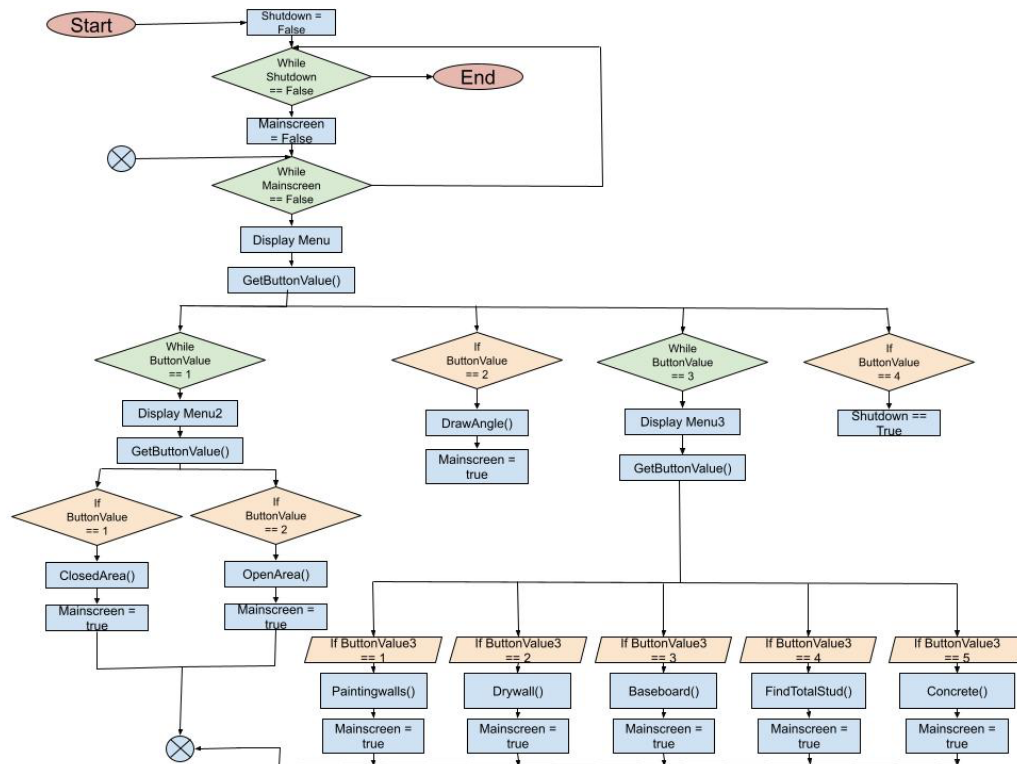 Start
Shutdown =
False
While
Shutdown
== False
End
Mainscreen
= False
While
Mainscreen
== False
Display Menu
GetButtonValue()
While
ButtonValue
== 1
If
ButtonValue
== 2
While
ButtonValue
== 3
If
ButtonValue
== 4
Display Menu2
DrawAngle()
Display Menu3
Shutdown ==
True
GetButtonValue()
Mainscreen =
true
GetButtonValue()
If
ButtonValue
== 1
If
ButtonValue
== 2
ClosedArea()
OpenArea()
Mainscreen =
true
Mainscreen =
true
If ButtonValue3
== 1
If ButtonValue3
== 2
If ButtonValue3
== 3
If ButtonValue3
== 4
If ButtonValue3
== 5
Paintingwalls()
Drywall()
Baseboard()
FindTotalStud()
Concrete()
Mainscreen =
true
Mainscreen =
true
Mainscreen =
true
Mainscreen =
true
Mainscreen =
true